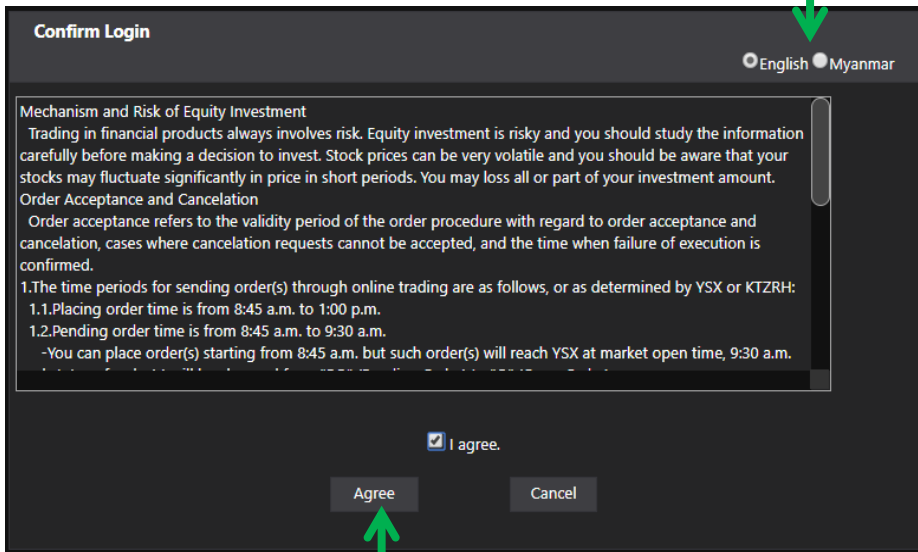 Confirm Login
English Myanmar
Mechanism and Risk of Equity Investment
Trading in financial products always involves risk. Equity investment is risky and you should study the information
carefully before making a decision to invest. Stock prices can be very volatile and you should be aware that your
stocks may fluctuate significantly in price in short periods. You may loss all or part of your investment amount.
Order Acceptance and Cancelation
Order acceptance refers to the validity period of the order procedure with regard to order acceptance and
cancelation, cases where cancelation requests cannot be accepted, and the time when failure of execution is
confirmed.
1.The time periods for sending order(s) through online trading are as follows, or as determined by YSX or KTZRH:
1.1.Placing order time is from 8:45 a.m. to 1:00 p.m.
1.2.Pending order time is from 8:45 a.m. to 9:30 a.m.
-You can place order(s) starting from 8:45 a.m. but such order(s) will reach YSX at market open time, 9:30 a.m.
I agree.
Agree Cancel